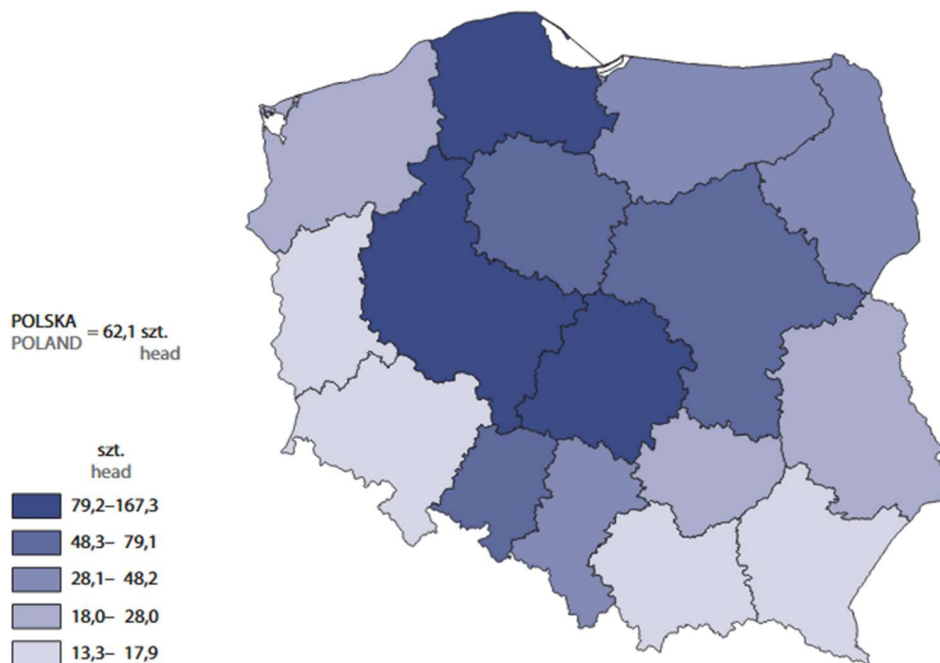 POLSKA
POLAND
= 62,1 szt.
head
szt.
head
79,2–167,3
48,3– 79,1
28,1– 48,2
18,0– 28,0
13,3– 17,9